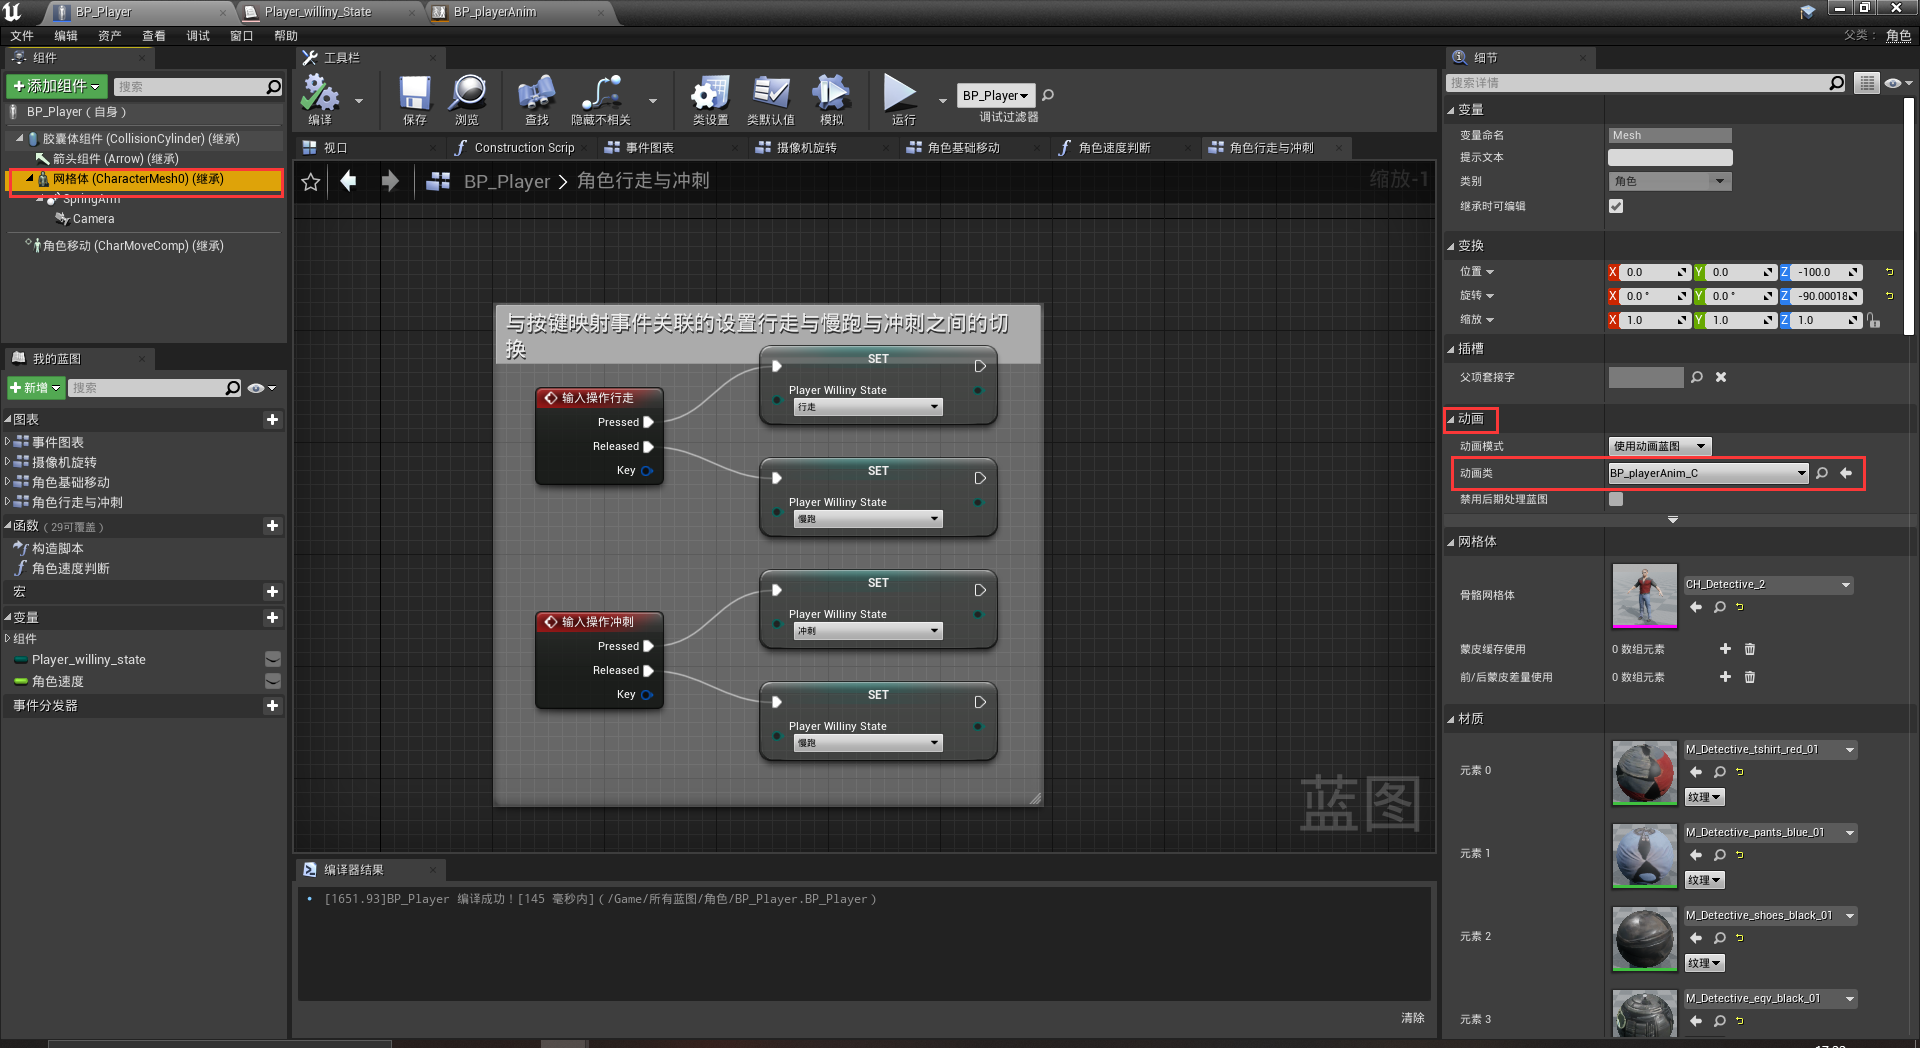 BP_Player
Player_williny_State
BP_playerAnim
文件 编辑 资产 查看 调试 窗口 帮助
父类： 角色
组件
添加组件
搜索
BP_Player（自身）
胶囊体组件 (CollisionCylinder) (继承)
箭头组件 (Arrow) (继承)
网格体 (CharacterMesh0) (继承)
SpringArm
Camera
角色移动 (CharMoveComp) (继承)
我的蓝图
新增
搜索
图表
事件图表
摄像机旋转
角色基础移动
角色行走与冲刺
函数（29可覆盖）
构造脚本
角色速度判断
宏
变量
组件
Player_williny_state
角色速度
事件分发器
工具栏
编译
保存
浏览
查找
隐藏不相关
类设置
类默认值
模拟
运行
BP_Player
调试过滤器
视口
Construction Scrip
事件图表
摄像机旋转
角色基础移动
角色速度判断
角色行走与冲刺
BP_Player > 角色行走与冲刺
缩放-1
与按键映射事件关联的设置行走与慢跑与冲刺之间的切
换
输入操作行走
Pressed
Released
Key
SET
Player Williny State
行走
SET
Player Williny State
慢跑
输入操作冲刺
Pressed
Released
Key
SET
Player Williny State
冲刺
SET
Player Williny State
慢跑
蓝图
编译器结果
[1651.93]BP_Player 编译成功！[145 毫秒内]（/Game/所有蓝图/角色/BP_Player.BP_Player）
清除
细节
搜索详情
变量
变量命名 Mesh
提示文本
类别 角色
继承时可编辑
变换
位置 X 0.0 Y 0.0 Z -100.0
旋转 X 0.0 ° Y 0.0 ° Z -90.00018
缩放 X 1.0 Y 1.0 Z 1.0
插槽
父项套接字
动画
动画模式 使用动画蓝图
动画类 BP_playerAnim_C
禁用后期处理蓝图
网格体
骨骼网格体 CH_Detective_2
蒙皮缓存使用 0 数组元素
前/后蒙皮差量使用 0 数组元素
材质
元素 0 M_Detective_tshirt_red_01
纹理
元素 1 M_Detective_pants_blue_01
纹理
元素 2 M_Detective_shoes_black_01
纹理
元素 3 M_Detective_eqv_black_01